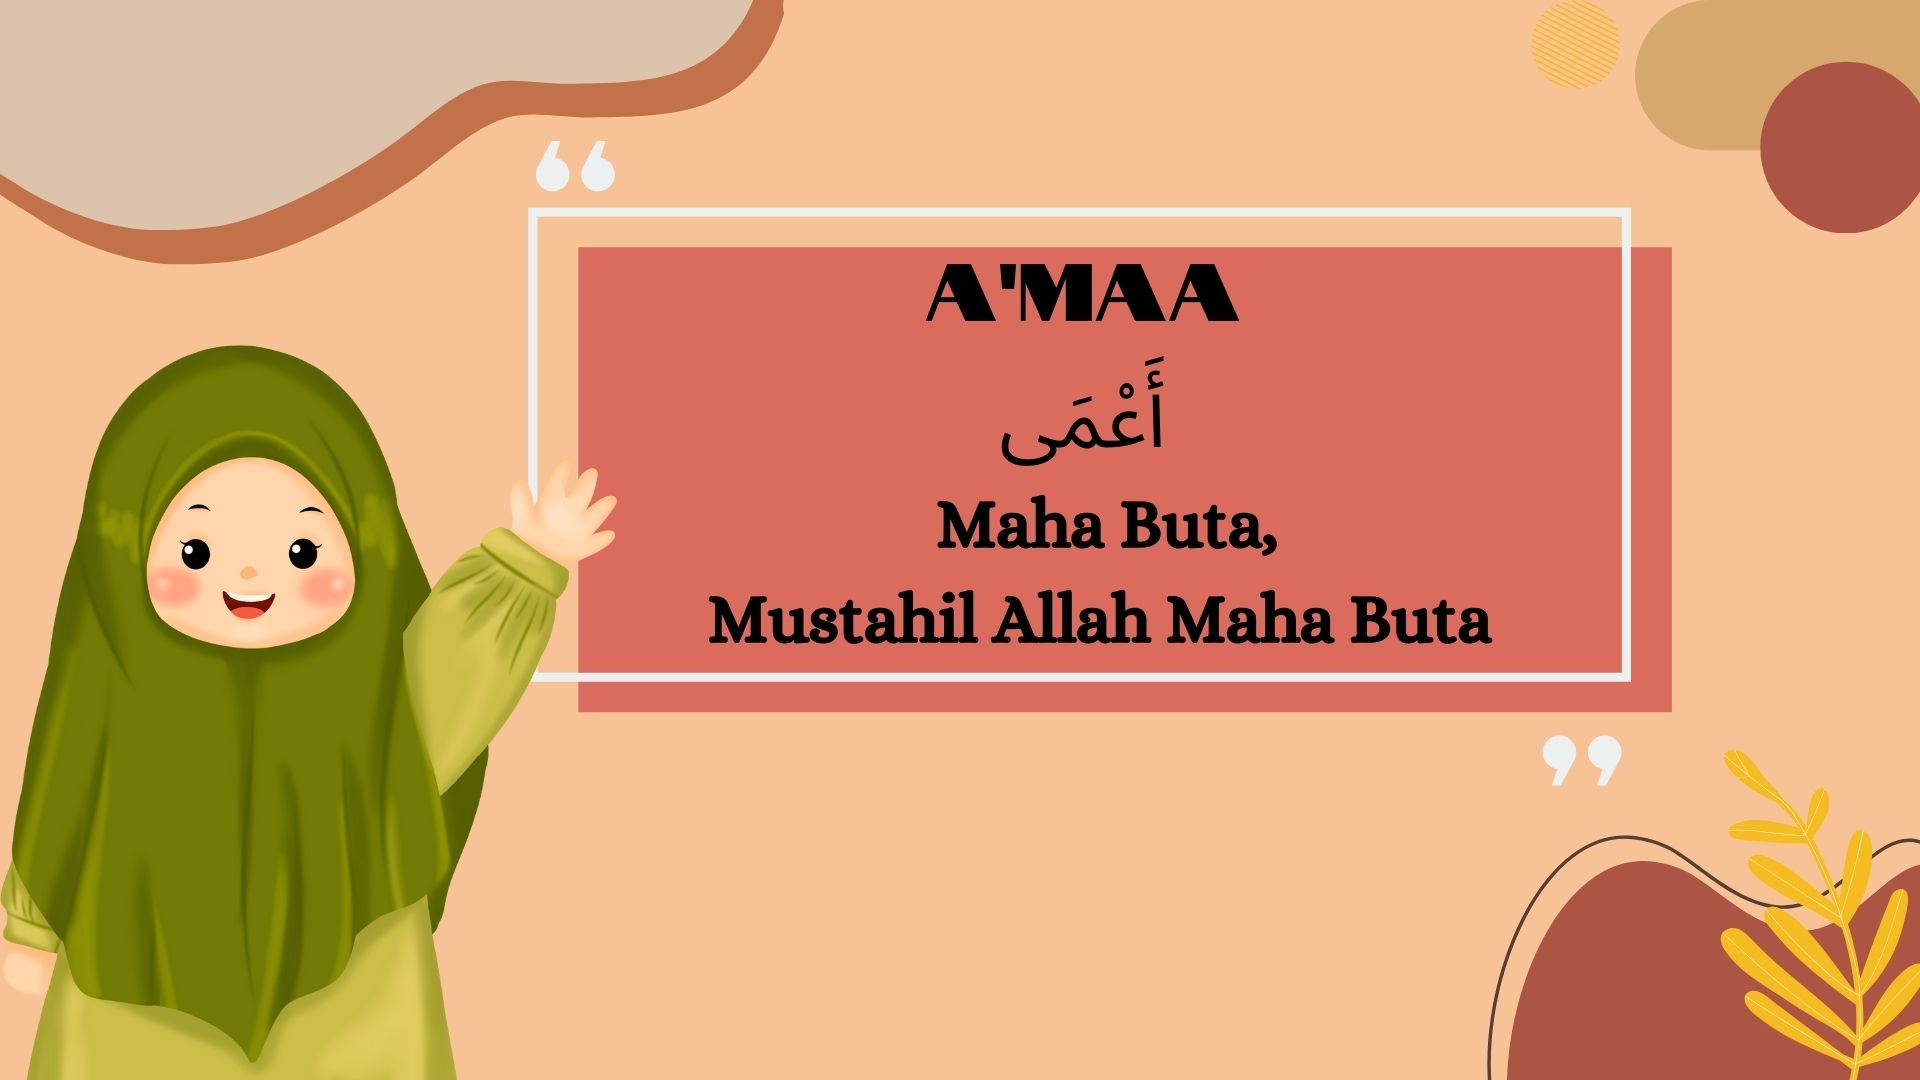 A'MAA
أَعْمَى
Maha Buta,
Mustahil Allah Maha Buta